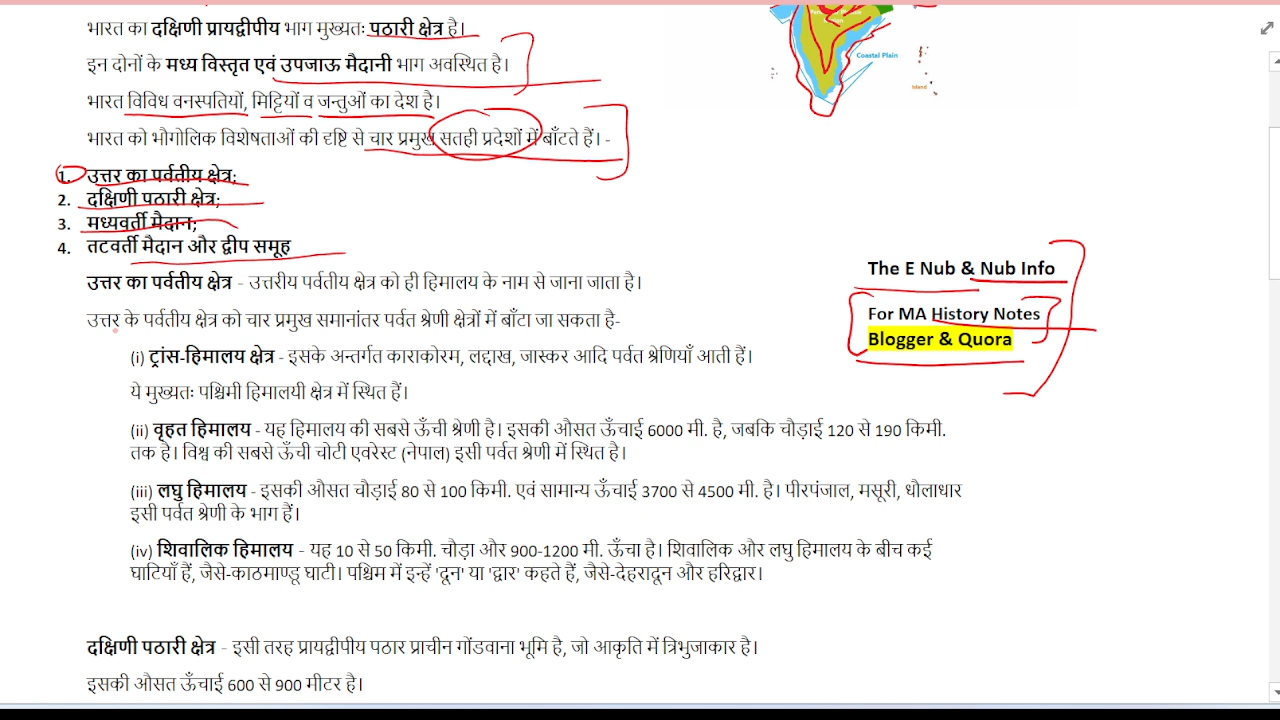 भारत का दक्षिणी प्रायद्वीपीय भाग मुख्यतः पठारी क्षेत्र है।
इन दोनों के मध्य विस्तृत एवं उपजाऊ मैदानी भाग अवस्थित है।
भारत विविध वनस्पतियों, मिट्टियों व जन्तुओं का देश है।
भारत को भौगोलिक विशेषताओं की दृष्टि से चार प्रमुख सतही प्रदेशों में बाँटते हैं। -
1. उत्तर का पर्वतीय क्षेत्र;
2. दक्षिणी पठारी क्षेत्र;
3. मध्यवर्ती मैदान;
4. तटवर्ती मैदान और द्वीप समूह
उत्तर का पर्वतीय क्षेत्र - उत्तरीय पर्वतीय क्षेत्र को ही हिमालय के नाम से जाना जाता है।
उत्तर के पर्वतीय क्षेत्र को चार प्रमुख समानांतर पर्वत श्रेणी क्षेत्रों में बाँटा जा सकता है-
(i) ट्रांस-हिमालय क्षेत्र - इसके अन्तर्गत काराकोरम, लद्दाख, जास्कर आदि पर्वत श्रेणियाँ आती हैं।
ये मुख्यतः पश्चिमी हिमालयी क्षेत्र में स्थित हैं।
(ii) वृहत हिमालय - यह हिमालय की सबसे ऊँची श्रेणी है। इसकी औसत ऊँचाई 6000 मी. है, जबकि चौड़ाई 120 से 190 किमी.
तक है। विश्व की सबसे ऊँची चोटी एवरेस्ट (नेपाल) इसी पर्वत श्रेणी में स्थित है।
(iii) लघु हिमालय - इसकी औसत चौड़ाई 80 से 100 किमी. एवं सामान्य ऊँचाई 3700 से 4500 मी. है। पीरपंजाल, मसूरी, धौलाधार
इसी पर्वत श्रेणी के भाग हैं।
(iv) शिवालिक हिमालय - यह 10 से 50 किमी. चौड़ा और 900-1200 मी. ऊँचा है। शिवालिक और लघु हिमालय के बीच कई
घाटियाँ हैं, जैसे-काठमाण्डू घाटी। पश्चिम में इन्हें 'दून' या 'द्वार' कहते हैं, जैसे-देहरादून और हरिद्वार।
दक्षिणी पठारी क्षेत्र - इसी तरह प्रायद्वीपीय पठार प्राचीन गोंडवाना भूमि है, जो आकृति में त्रिभुजाकार है।
इसकी औसत ऊँचाई 600 से 900 मीटर है।
Coastal Plain
Island
The E Nub & Nub Info
For MA History Notes
Blogger & Quora